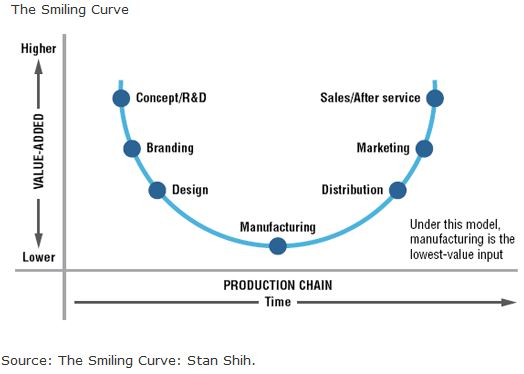 The Smiling Curve
Higher
VALUE-ADDED
Lower
Concept/R&D
Branding
Design
Manufacturing
Sales/After service
Marketing
Distribution
Under this model,
manufacturing is the
lowest-value input
PRODUCTION CHAIN
Time
Source: The Smiling Curve: Stan Shih.